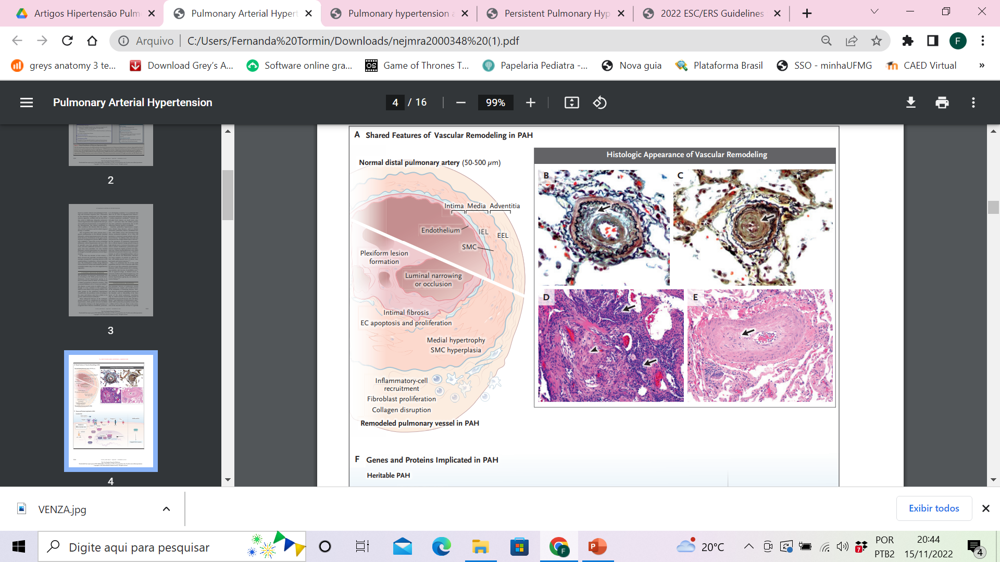 Artigos Hipertensão Pulm
Pulmonary Arterial Hypert
Pulmonary hypertension a
Persistent Pulmonary Hyp
2022 ESC/ERS Guidelines
Arquivo
C:/Users/Fernanda%20Tormin/Downloads/nejmra2000348%20(1).pdf
F
greys anatomy 3 te...
Download Grey's A...
Software online gra...
OS
Game of Thrones T...
Papelaria Pediatra -...
Nova guia
Plataforma Brasil
SSO - minhaUFMG
CAED Virtual
»
Pulmonary Arterial Hypertension
4 / 16
99%
2
3
4
A Shared Features of Vascular Remodeling in PAH
Normal distal pulmonary artery (50-500 µm)
Intima Media Adventitia
Endothelium
IEL
EEL
SMC
Plexiform lesion
formation
Luminal narrowing
or occlusion
Intimal fibrosis
EC apoptosis and proliferation
Medial hypertrophy
SMC hyperplasia
Inflammatory-cell
recruitment
Fibroblast proliferation
Collagen disruption
Remodeled pulmonary vessel in PAH
Histologic Appearance of Vascular Remodeling
B
C
D
E
F Genes and Proteins Implicated in PAH
Heritable PAH
VENZA.jpg
Exibir todos
Digite aqui para pesquisar
F
P
20°C
7
POR
PTB2
20:44
15/11/2022
4